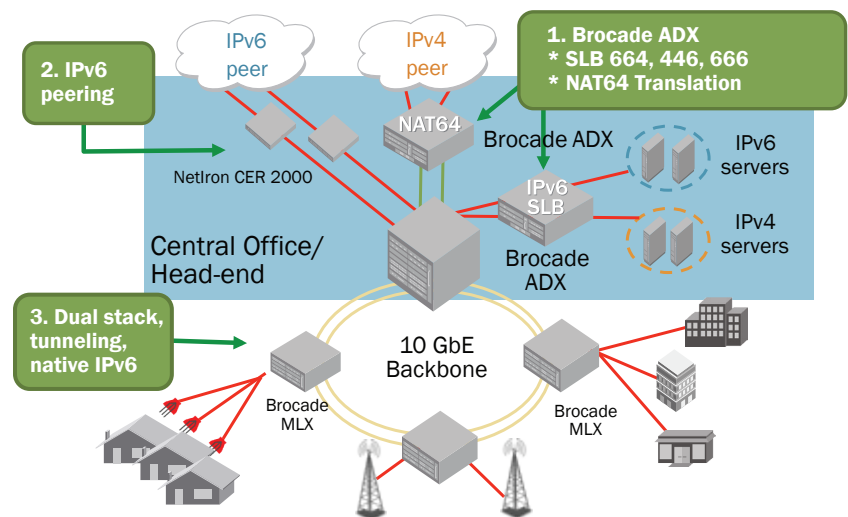 IPv6
peer
IPv4
peer
1. Brocade ADX
* SLB 664, 446, 666
* NAT64 Translation
2. IPv6
peering
NAT64
Brocade ADX
IPv6
servers
NetIron CER 2000
IPv6
SLB
IPv4
servers
Central Office/
Head-end
Brocade
ADX
3. Dual stack,
tunneling,
native IPv6
10 GbE
Backbone
Brocade
MLX
Brocade
MLX